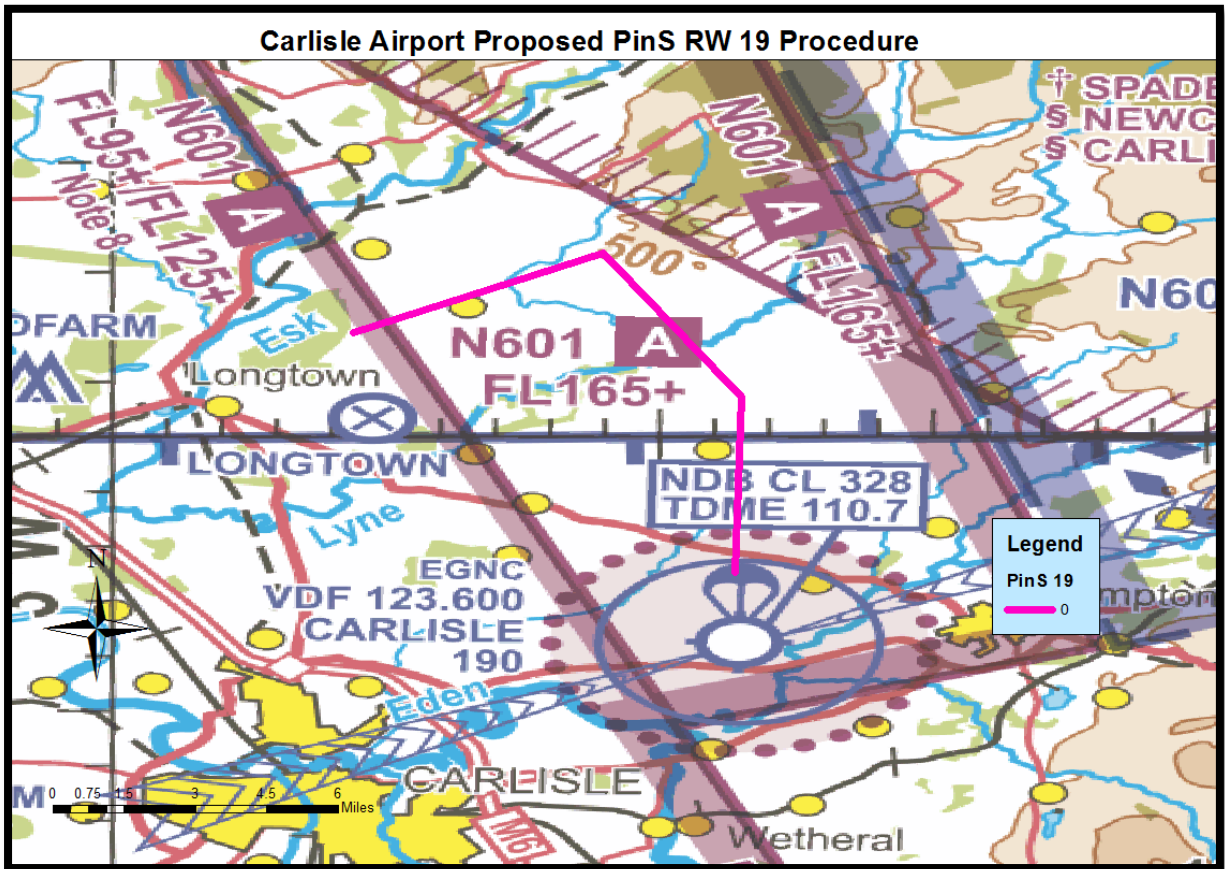 Carlisle Airport Proposed PinS RW 19 Procedure
N601
A
FL95+/FL125+
Note 8
N601
A
FL165+
† SPADE
§ NEWC
§ CARLI
500°
N60
OFARM
Esk
Longtown
N601 A
FL165+
LONGTOWN
Lyne
NDB CL 328
TDME 110.7
EGNC
VDF 123.600
CARLISLE
190
Legend
PinS 19
0
mpton
N
Eden
CARLISLE
M
0 0.75 1.5 3 4.5 6
Miles
M6
Wetheral